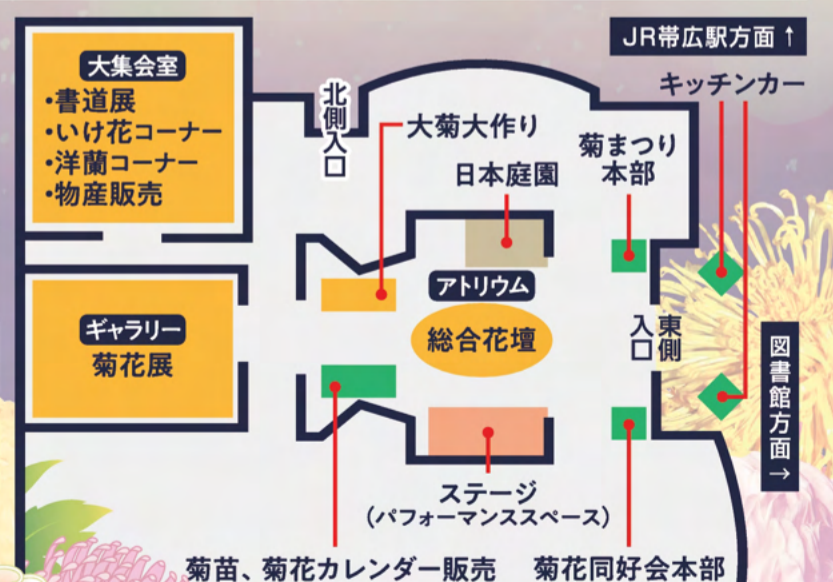 JR帯広駅方面↑
キッチンカー
大集会室
・書道展
・いけ花コーナー
・洋蘭コーナー
・物産販売
北側入口
大菊大作り
菊まつり
本部
日本庭園
アトリウム
総合花壇
ギャラリー
菊花展
東側
入口
図書館方面→
ステージ
（パフォーマンススペース）
菊苗、菊花カレンダー販売
菊花同好会本部